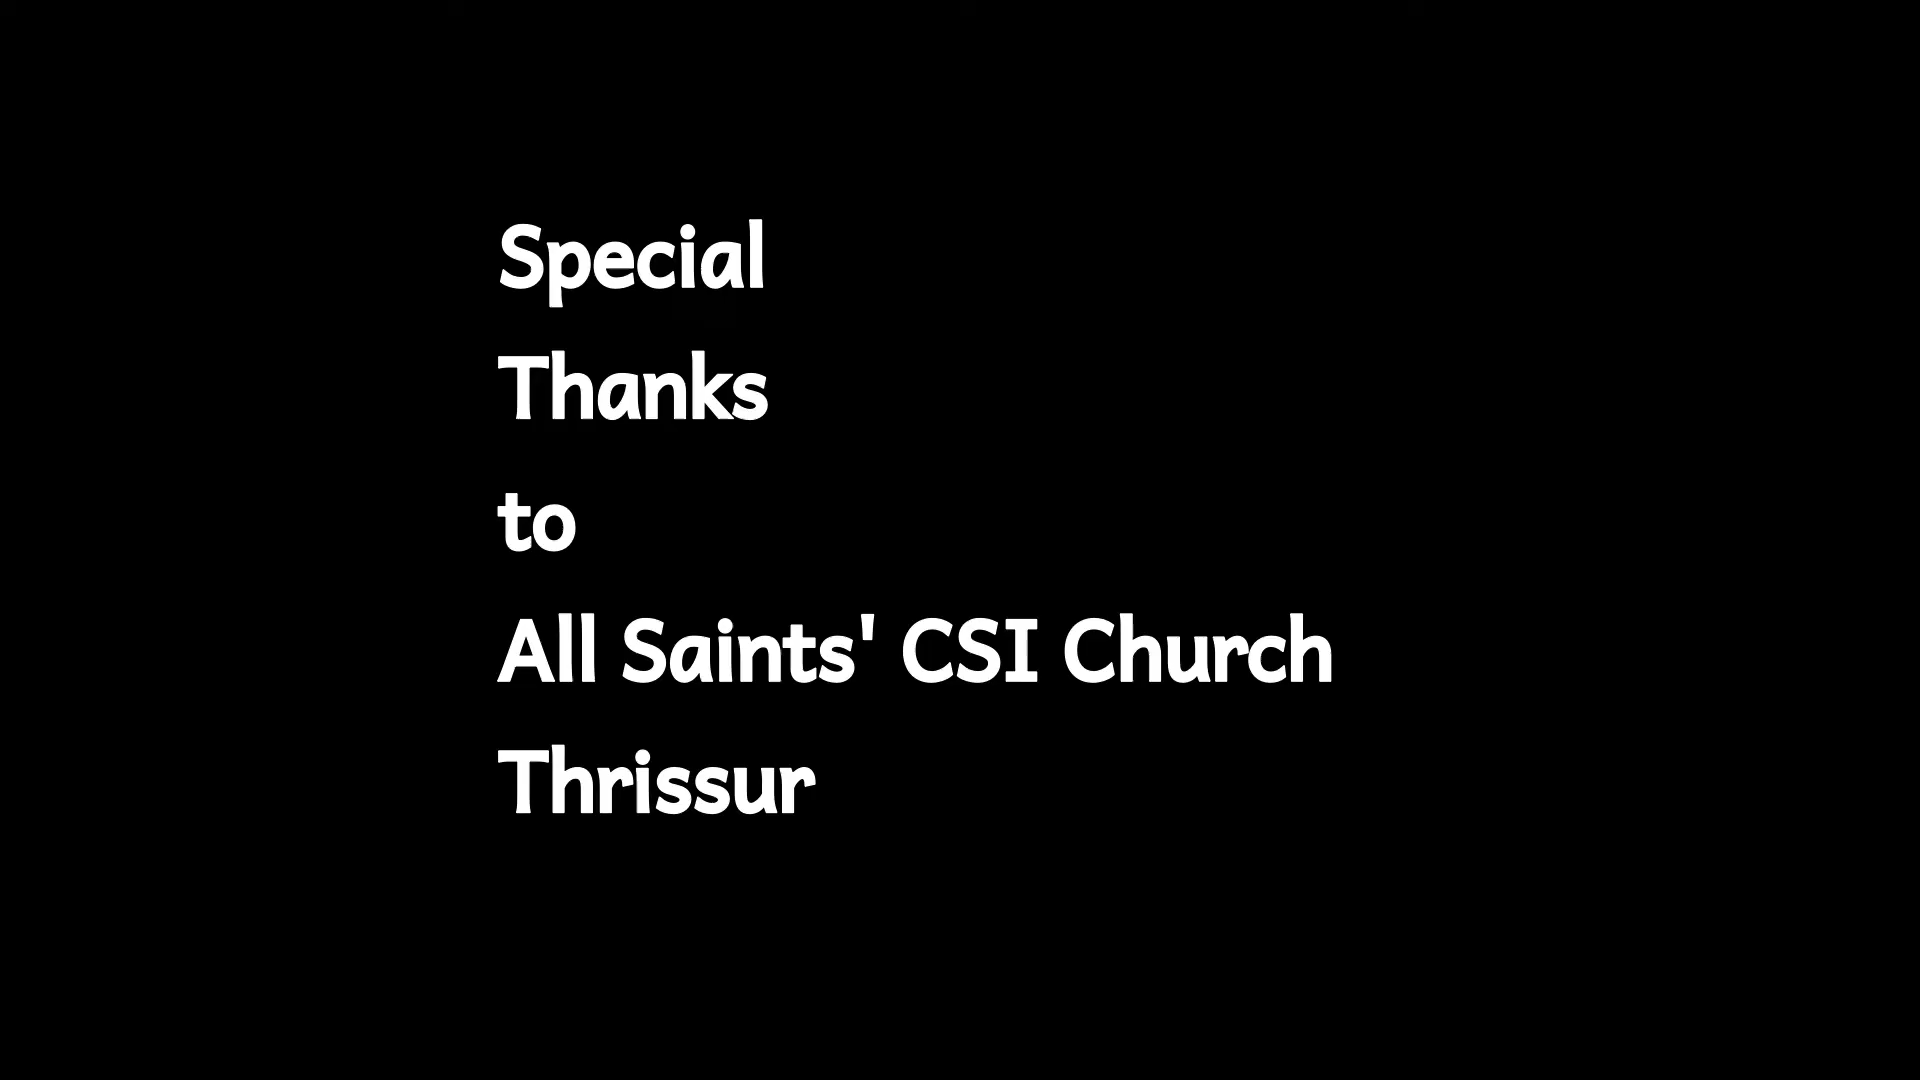 Special
Thanks
to
All Saints' CSI Church
Thrissur